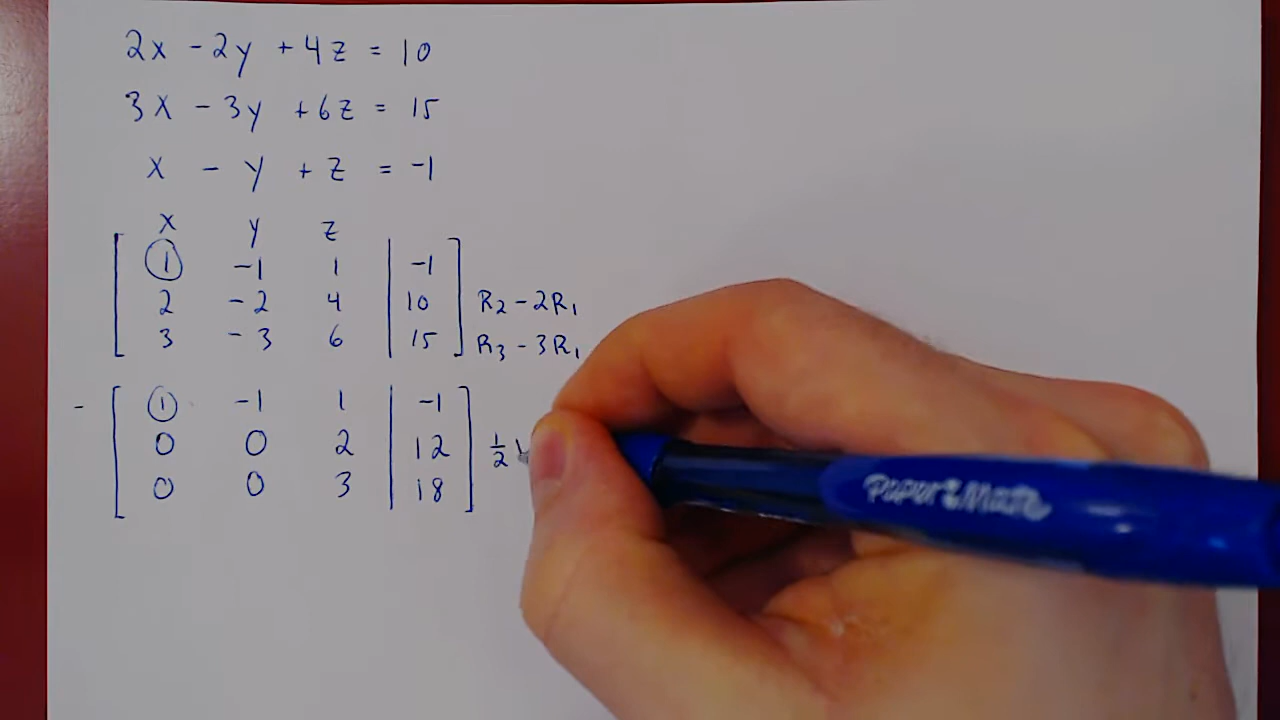 2x - 2y + 4z = 10
3x - 3y + 6z = 15
x - y + z = -1
x y z
1 -1 1 | -1
2 -2 4 | 10 R2 - 2R1
3 -3 6 | 15 R3 - 3R1
- 1 -1 1 | -1
0 0 2 | 12 1/2
0 0 3 | 18
Paper Mate